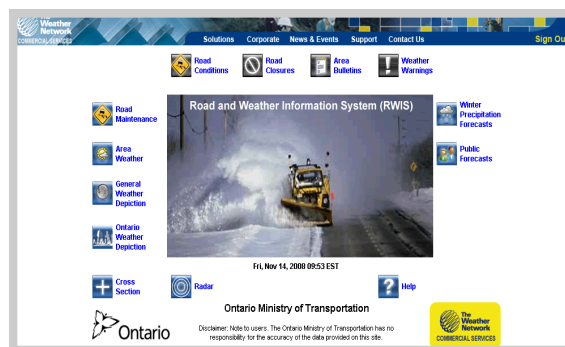 The
Weather
Network
COMMERCIAL SERVICES
Solutions Corporate News & Events Support Contact Us
Road
Conditions
Road
Closures
Area
Bulletins
Weather
Warnings
Road
Maintenance
Area
Weather
General
Weather
Depiction
Ontario
Weather
Depiction
Road and Weather Information System (RWIS)
Winter
Precipitation
Forecasts
Public
Forecasts
Fri, Nov 14, 2008 09:53 EST
Cross
Section
Radar
Help
Ontario Ministry of Transportation
Ontario
Disclaimer: Note to users. The Ontario Ministry of Transportation has no
responsibility for the accuracy of the data provided on this site.
The
Weather
Network
COMMERCIAL SERVICES
Sign Ou